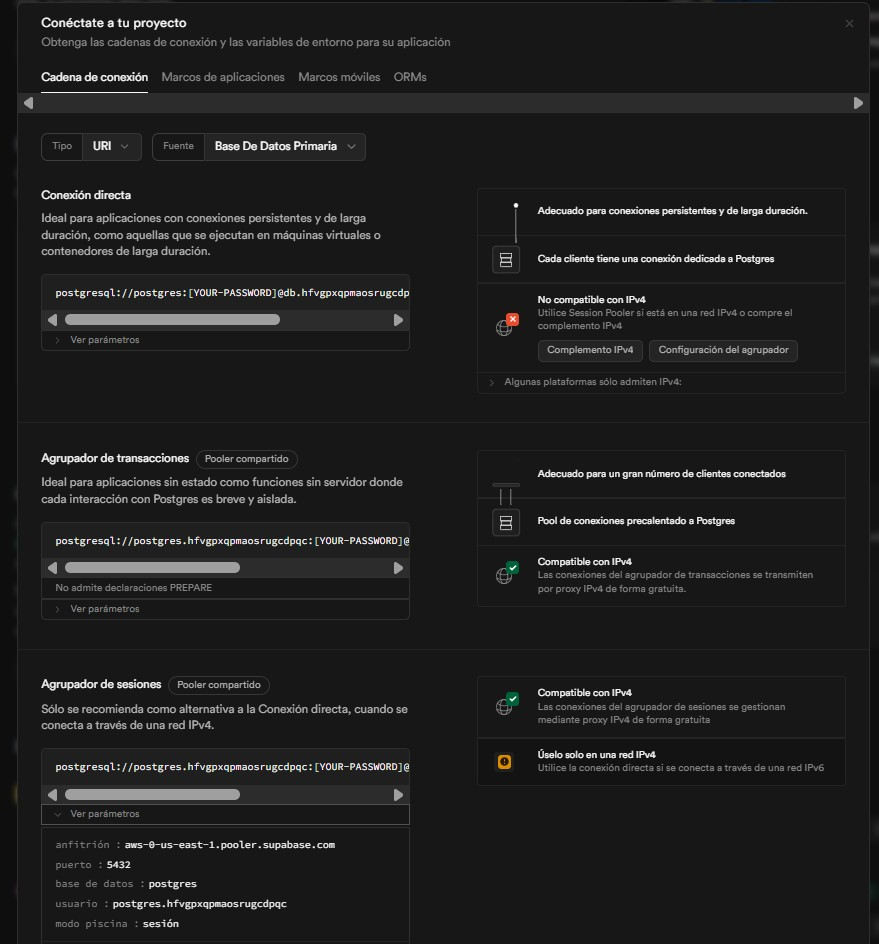 Conéctate a tu proyecto
Obtenga las cadenas de conexión y las variables de entorno para su aplicación
Cadena de conexión Marcos de aplicaciones Marcos móviles ORMs
Tipo URI Fuente Base De Datos Primaria
Conexión directa
Ideal para aplicaciones con conexiones persistentes y de larga
duración, como aquellas que se ejecutan en máquinas virtuales o
contenedores de larga duración.
postgresql://postgres:[YOUR-PASSWORD]@db.hfvgpxqpmaosrugcdp
Ver parámetros
Adecuado para conexiones persistentes y de larga duración.
Cada cliente tiene una conexión dedicada a Postgres
No compatible con IPv4
Utilice Session Pooler si está en una red IPv4 o compre el
complemento IPv4
Complemento IPv4 Configuración del agrupador
Algunas plataformas sólo admiten IPv4:
Agrupador de transacciones Pooler compartido
Ideal para aplicaciones sin estado como funciones sin servidor donde
cada interacción con Postgres es breve y aislada.
postgresql://postgres.hfvgpxqpmaosrugcdpqc:[YOUR-PASSWORD]@
No admite declaraciones PREPARE
Ver parámetros
Adecuado para un gran número de clientes conectados
Pool de conexiones precalentado a Postgres
Compatible con IPv4
Las conexiones del agrupador de transacciones se transmiten
por proxy IPv4 de forma gratuita.
Agrupador de sesiones Pooler compartido
Sólo se recomienda como alternativa a la Conexión directa, cuando se
conecta a través de una red IPv4.
postgresql://postgres.hfvgpxqpmaosrugcdpqc:[YOUR-PASSWORD]@
Ver parámetros
anfitrión : aws-0-us-east-1.pooler.supabase.com
puerto : 5432
base de datos : postgres
usuario : postgres.hfvgpxqpmaosrugcdpqc
modo piscina : sesión
Compatible con IPv4
Las conexiones del agrupador de sesiones se gestionan
mediante proxy IPv4 de forma gratuita
Úselo solo en una red IPv4
Utilice la conexión directa si se conecta a través de una red IPv6